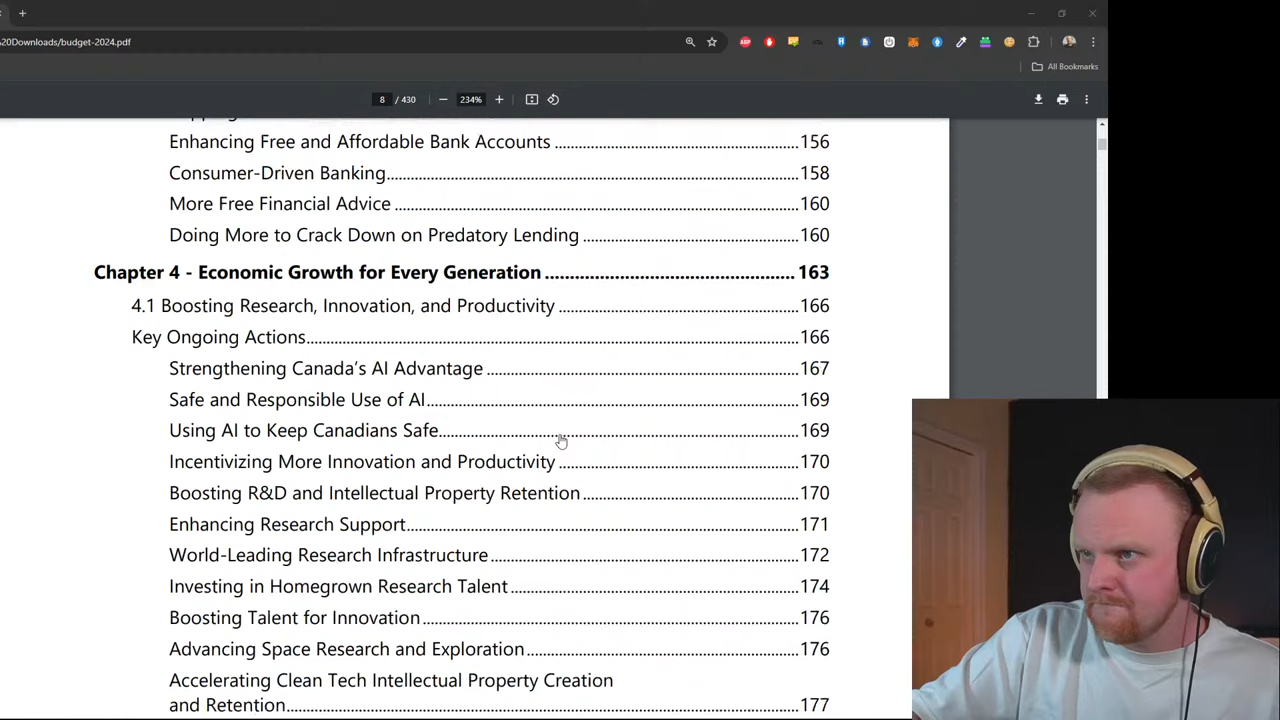 20Downloads/budget-2024.pdf
All Bookmarks
8 / 430
234%
Enhancing Free and Affordable Bank Accounts 156
Consumer-Driven Banking 158
More Free Financial Advice 160
Doing More to Crack Down on Predatory Lending 160
Chapter 4 - Economic Growth for Every Generation 163
4.1 Boosting Research, Innovation, and Productivity 166
Key Ongoing Actions 166
Strengthening Canada's AI Advantage 167
Safe and Responsible Use of AI 169
Using AI to Keep Canadians Safe 169
Incentivizing More Innovation and Productivity 170
Boosting R&D and Intellectual Property Retention 170
Enhancing Research Support 171
World-Leading Research Infrastructure 172
Investing in Homegrown Research Talent 174
Boosting Talent for Innovation 176
Advancing Space Research and Exploration 176
Accelerating Clean Tech Intellectual Property Creation
and Retention 177